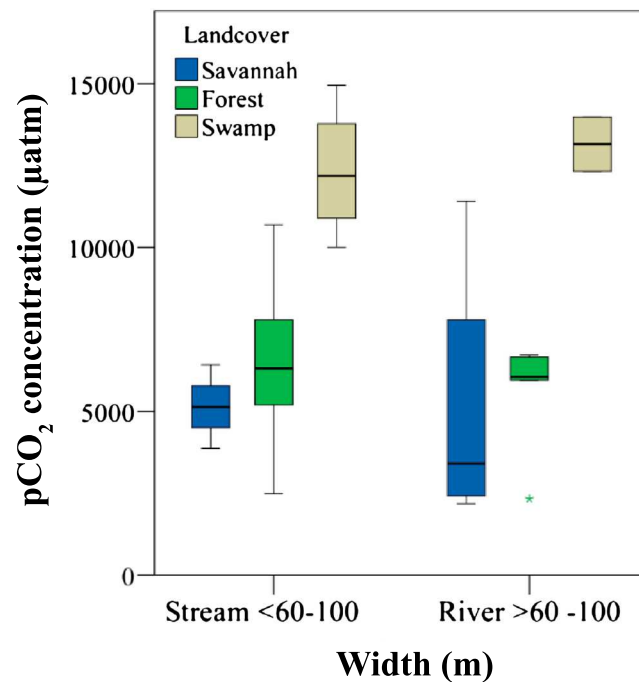 Landcover
Savannah
Forest
Swamp
15000
10000
5000
0
pCO₂ concentration (µatm)
Stream <60-100
River >60 -100
Width (m)
*